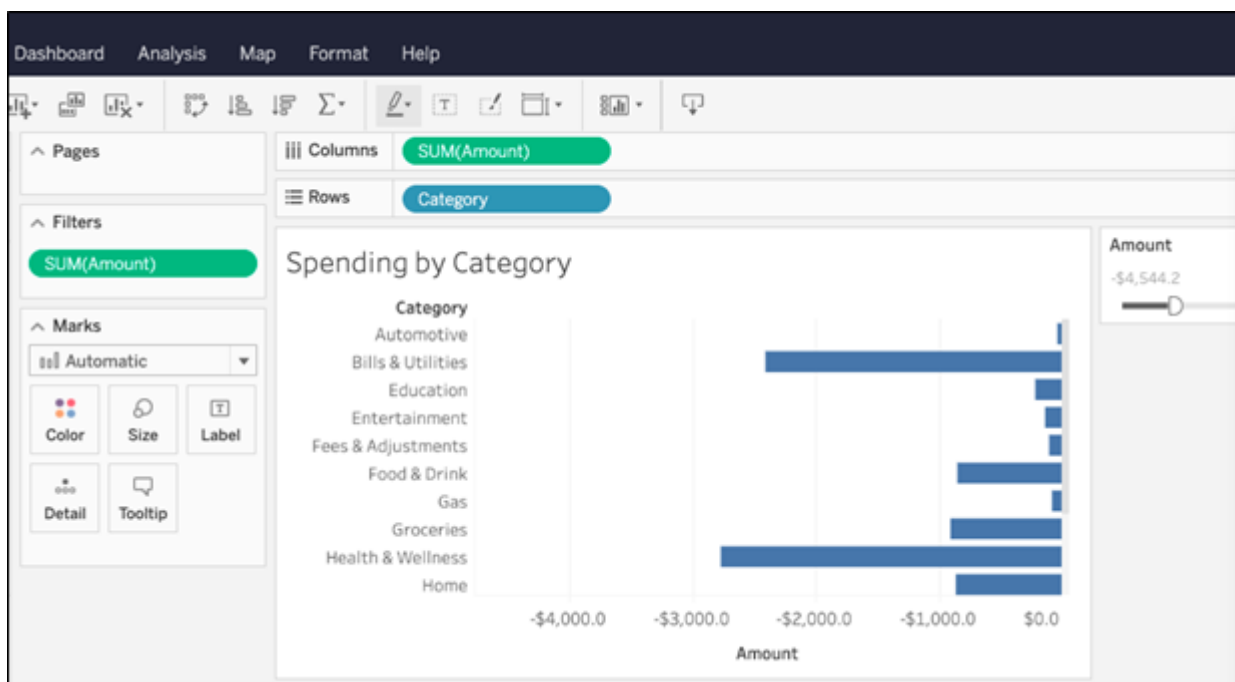 Dashboard Analysis Map Format Help
Pages
Columns SUM(Amount)
Rows Category
Filters
SUM(Amount)
Marks
Automatic
Color Size Label
Detail Tooltip
Spending by Category
Category
Automotive
Bills & Utilities
Education
Entertainment
Fees & Adjustments
Food & Drink
Gas
Groceries
Health & Wellness
Home
-$4,000.0 -$3,000.0 -$2,000.0 -$1,000.0 $0.0
Amount
Amount
-$4,544.2